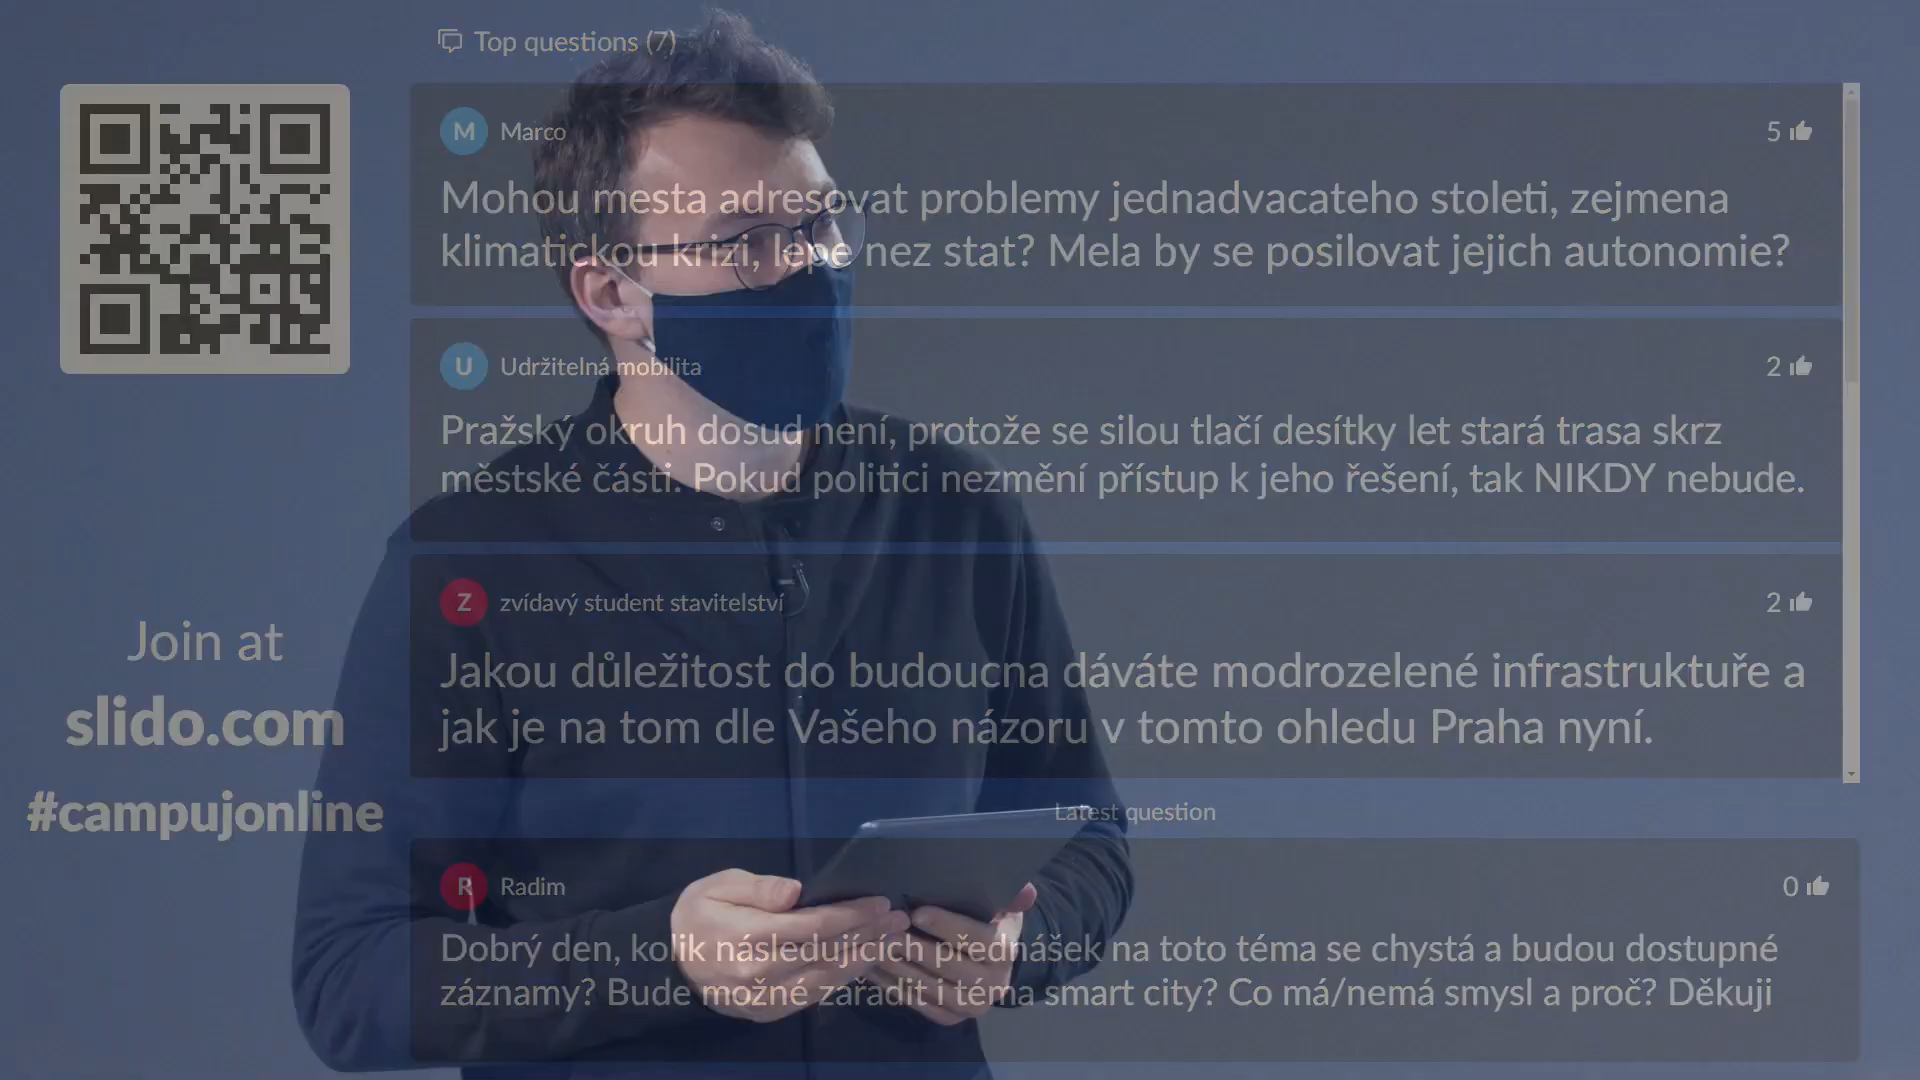 Top questions (7)
M Marco 5
Mohou mesta adresovat problemy jednadvacateho stoleti, zejmena
klimatickou krizi, lepe nez stat? Mela by se posilovat jejich autonomie?
U Udržitelná mobilita 2
Pražský okruh dosud není, protože se silou tlačí desítky let stará trasa skrz
městské části. Pokud politici nezmění přístup k jeho řešení, tak NIKDY nebude.
Z zvídavý student stavitelství 2
Jakou důležitost do budoucna dáváte modrozelené infrastruktuře a
jak je na tom dle Vašeho názoru v tomto ohledu Praha nyní.
Join at
slido.com
#campujonline
Latest question
R Radim 0
Dobrý den, kolik následujících přednášek na toto téma se chystá a budou dostupné
záznamy? Bude možné zařadit i téma smart city? Co má/nemá smysl a proč? Děkuji